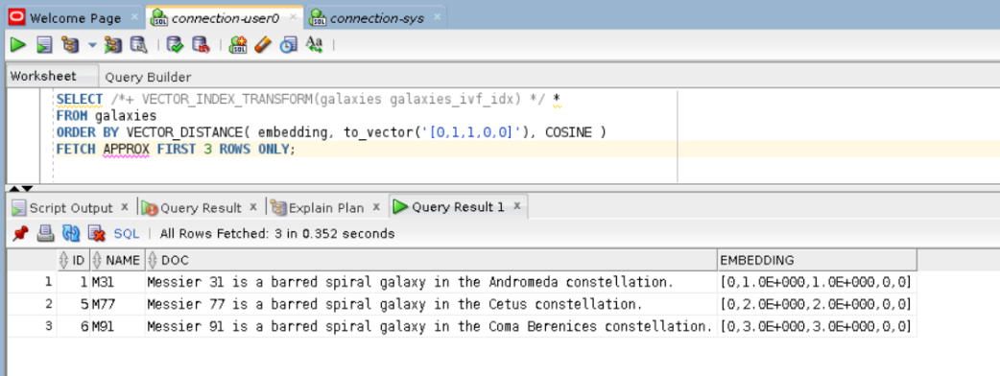 Welcome Page × connection-user0 × connection-sys ×
Worksheet Query Builder
SELECT /*+ VECTOR_INDEX_TRANSFORM(galaxies galaxies_ivf_idx) */ *
FROM galaxies
ORDER BY VECTOR_DISTANCE( embedding, to_vector('[0,1,1,0,0]'), COSINE )
FETCH APPROX FIRST 3 ROWS ONLY;
Script Output × Query Result × Explain Plan × Query Result 1 ×
SQL | All Rows Fetched: 3 in 0.352 seconds
ID NAME DOC EMBEDDING
1 1 M31 Messier 31 is a barred spiral galaxy in the Andromeda constellation. [0,1.0E+000,1.0E+000,0,0]
2 5 M77 Messier 77 is a barred spiral galaxy in the Cetus constellation. [0,2.0E+000,2.0E+000,0,0]
3 6 M91 Messier 91 is a barred spiral galaxy in the Coma Berenices constellation. [0,3.0E+000,3.0E+000,0,0]